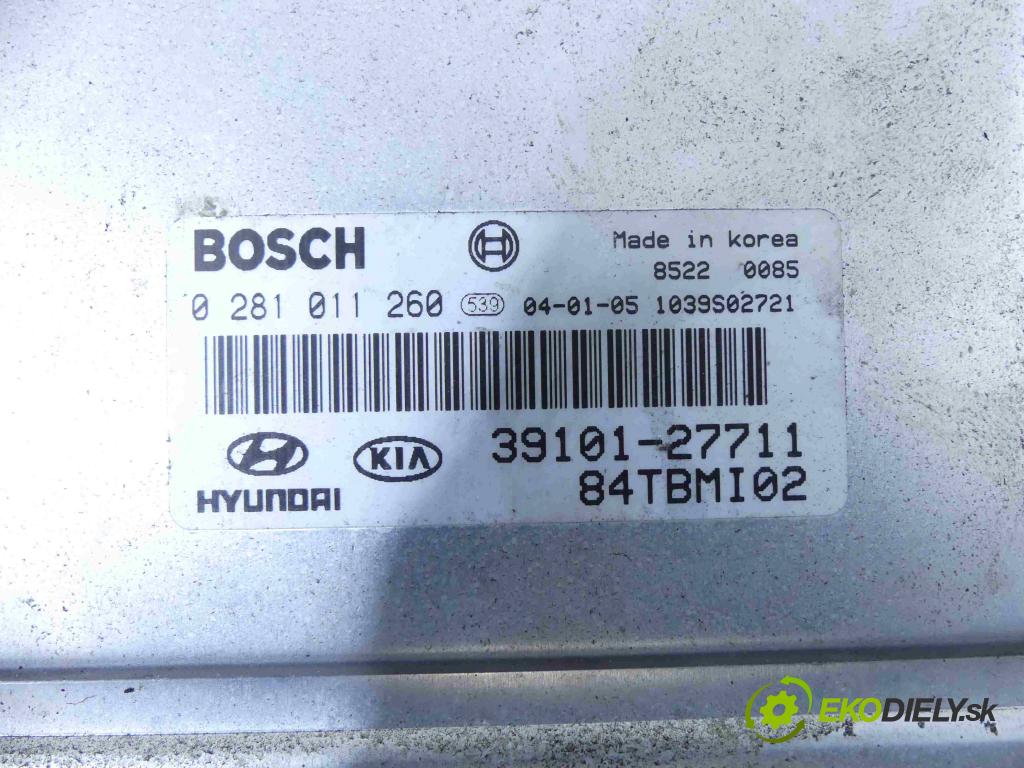 BOSCH Made in korea
8522 0085
0 281 011 260 539 04-01-05 1039S02721
HYUNDAI KIA 39101-27711
84TBMI02
EKODIELY.sk